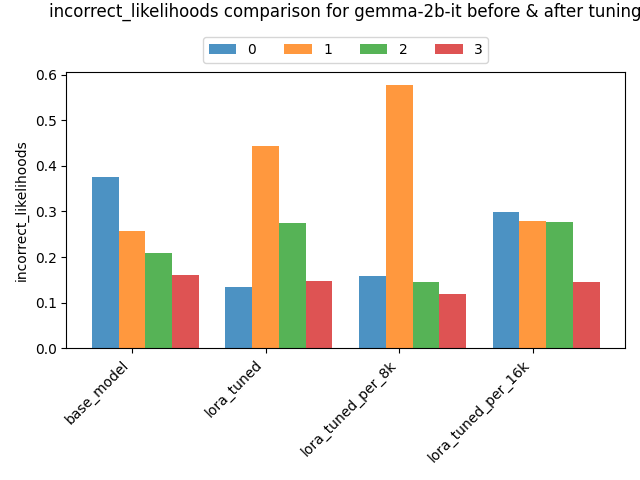 incorrect_likelihoods comparison for gemma-2b-it before & after tuning
0 1 2 3
incorrect_likelihoods
0.6
0.5
0.4
0.3
0.2
0.1
0.0
base_model
lora_tuned
lora_tuned_per_8k
lora_tuned_per_16k